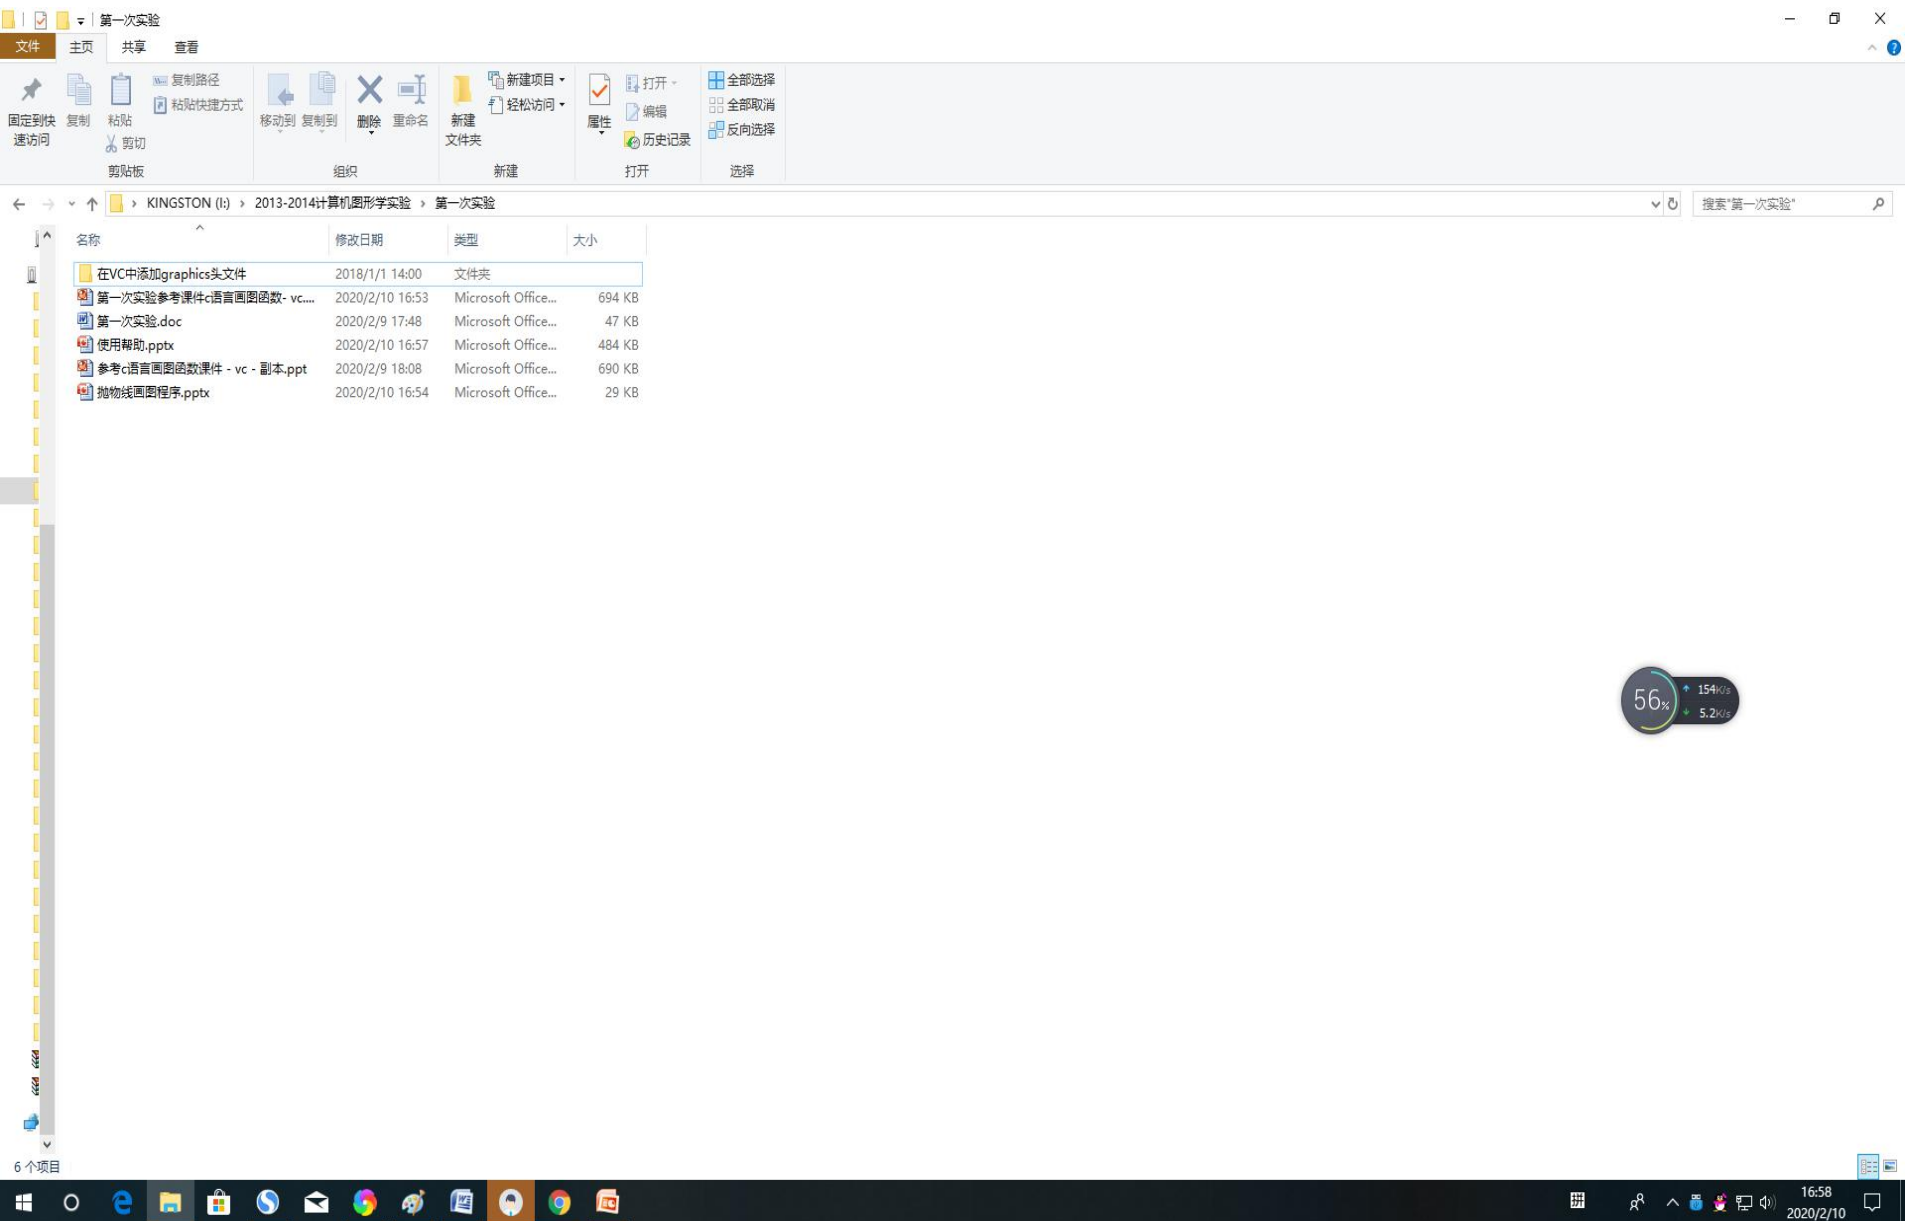 第一次实验
文件 主页 共享 查看
固定到快速访问 复制 粘贴 复制路径 粘贴快捷方式 剪切
移动到 复制到 删除 重命名
新建文件夹 新建项目 轻松访问
属性 打开 编辑 历史记录
全部选择 全部取消 反向选择
剪贴板 组织 新建 打开 选择
KINGSTON (I:) › 2013-2014计算机图形学实验 › 第一次实验
搜索"第一次实验"
名称 修改日期 类型 大小
在VC中添加graphics头文件 2018/1/1 14:00 文件夹
第一次实验参考课件c语言画图函数- vc.... 2020/2/10 16:53 Microsoft Office... 694 KB
第一次实验.doc 2020/2/9 17:48 Microsoft Office... 47 KB
使用帮助.pptx 2020/2/10 16:57 Microsoft Office... 484 KB
参考c语言画图函数课件 - vc - 副本.ppt 2020/2/9 18:08 Microsoft Office... 690 KB
抛物线画图程序.pptx 2020/2/10 16:54 Microsoft Office... 29 KB
56% 154K/s
5.2K/s
6 个项目
拼
16:58
2020/2/10